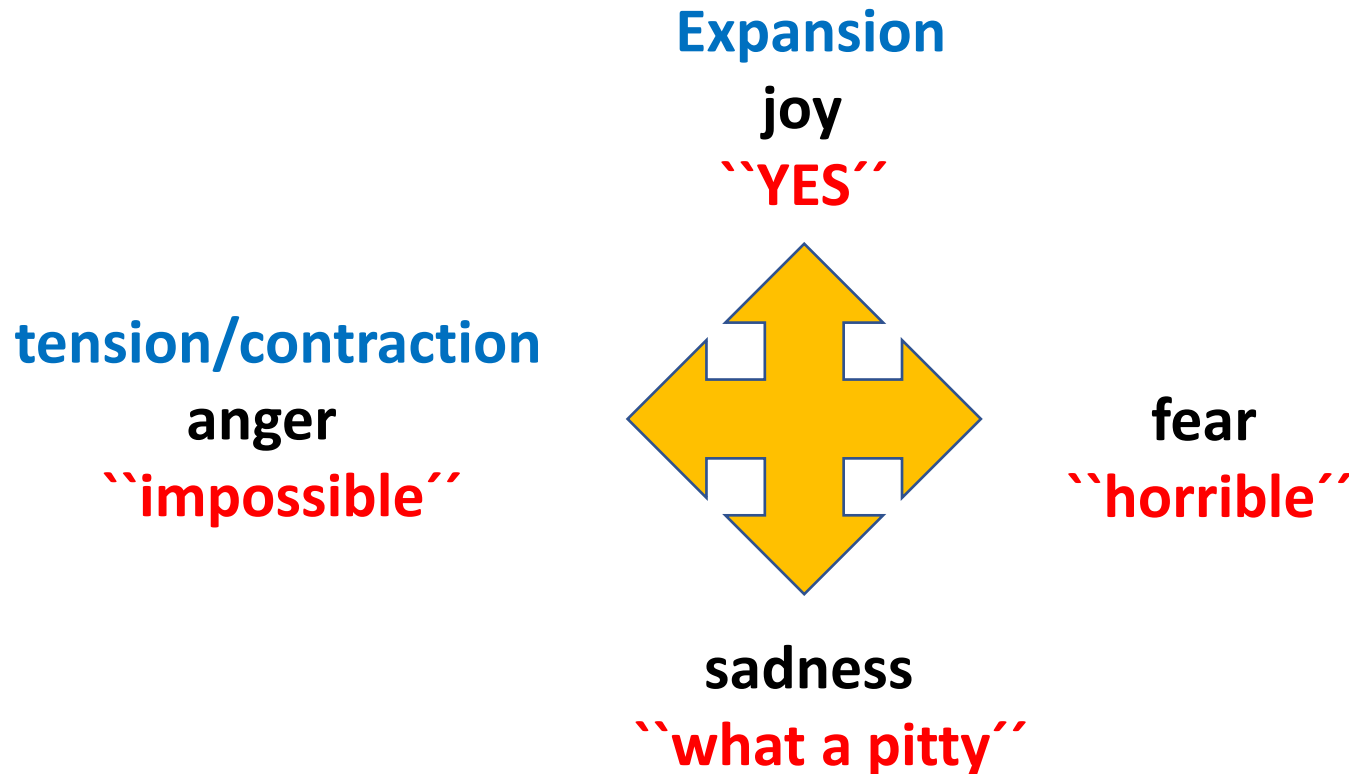 Expansion
joy
``YES´´
tension/contraction
anger
``impossible´´
fear
``horrible´´
sadness
``what a pitty´´